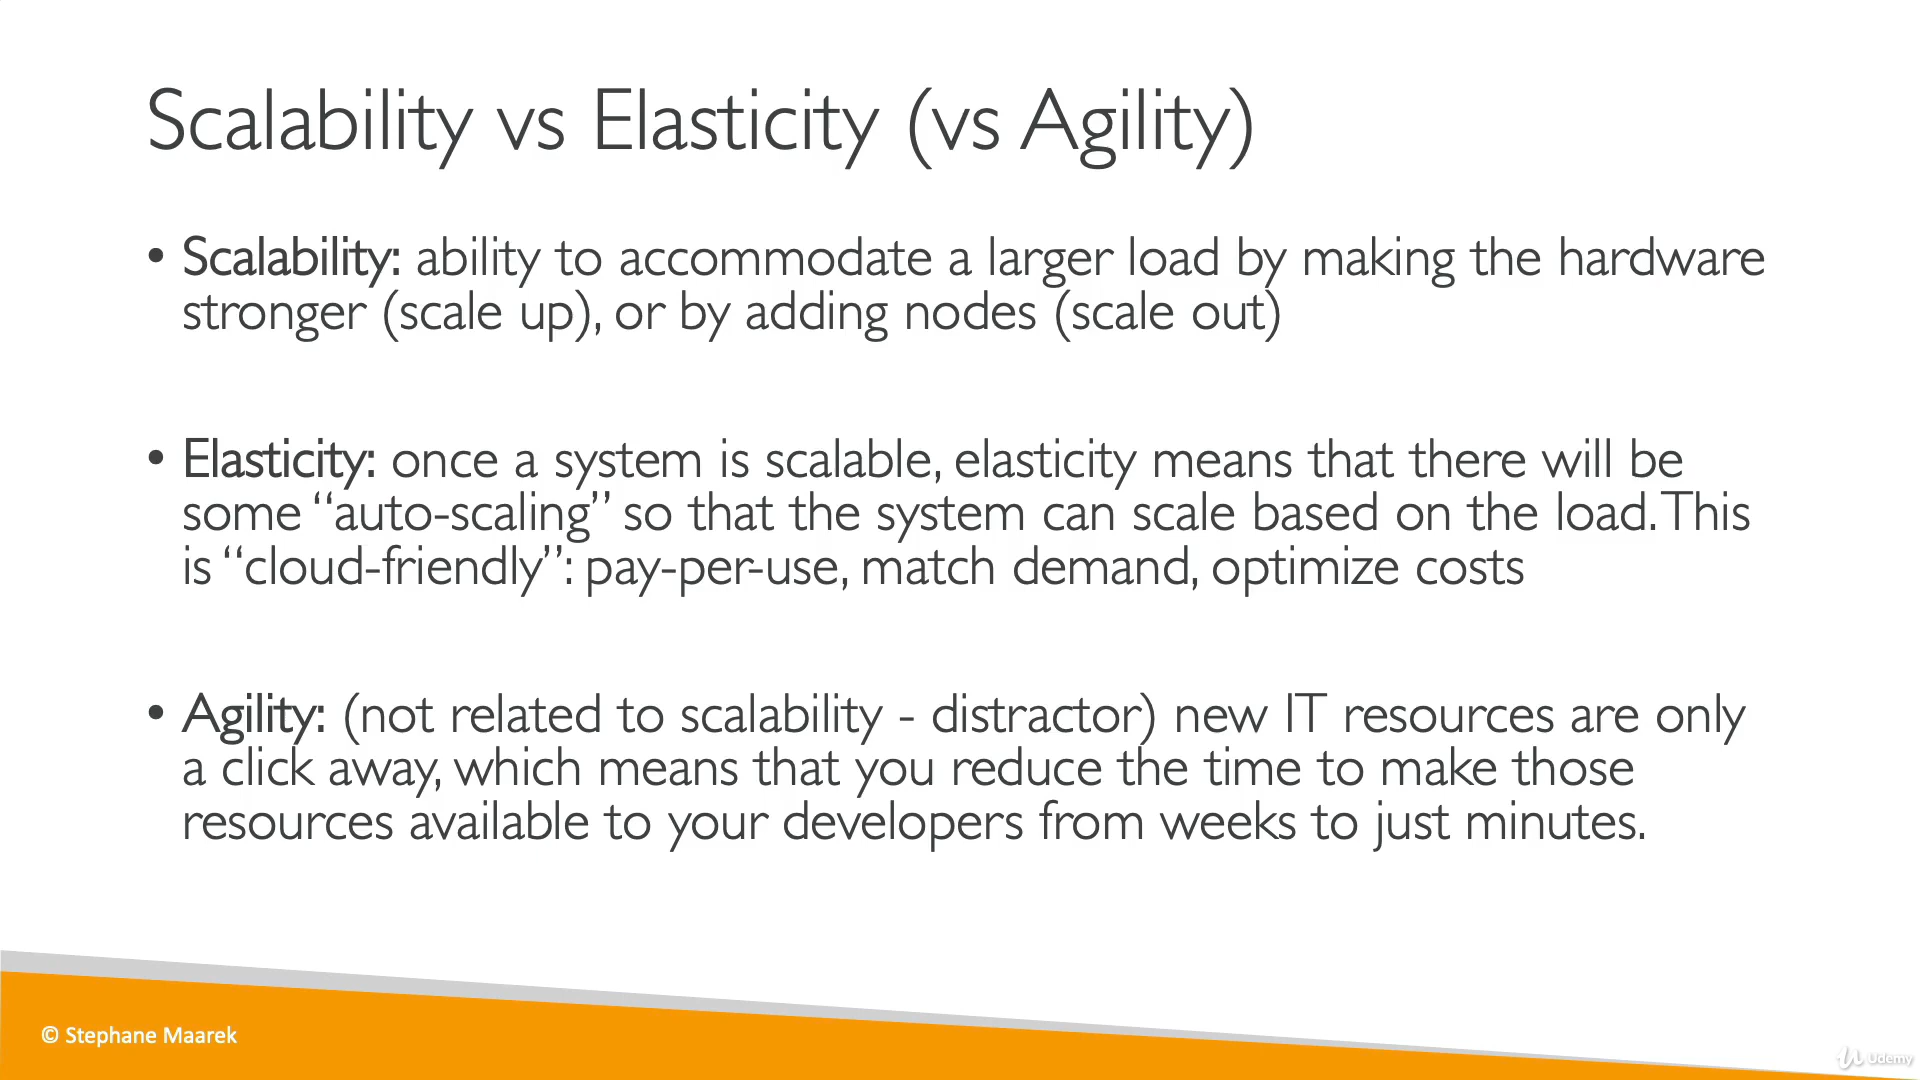 Scalability vs Elasticity (vs Agility)
• Scalability: ability to accommodate a larger load by making the hardware
stronger (scale up), or by adding nodes (scale out)
• Elasticity: once a system is scalable, elasticity means that there will be
some “auto-scaling” so that the system can scale based on the load. This
is “cloud-friendly”: pay-per-use, match demand, optimize costs
• Agility: (not related to scalability - distractor) new IT resources are only
a click away, which means that you reduce the time to make those
resources available to your developers from weeks to just minutes.
© Stephane Maarek
Udemy